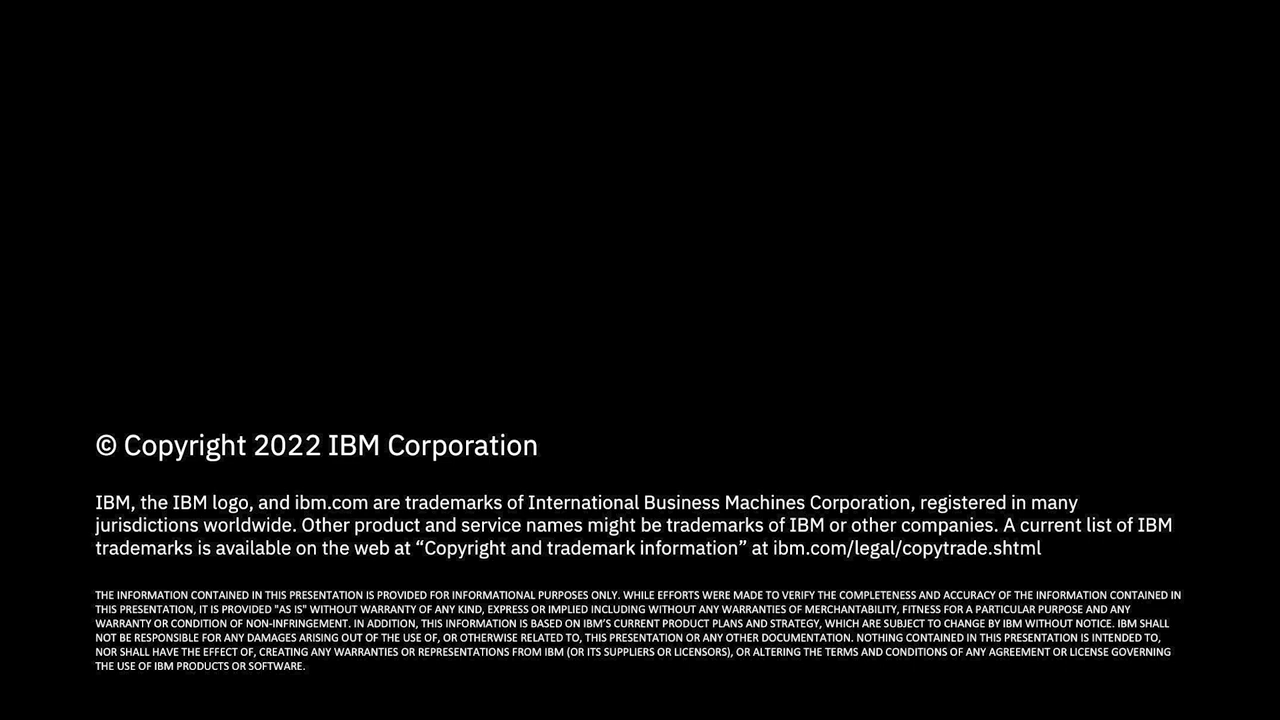 © Copyright 2022 IBM Corporation
IBM, the IBM logo, and ibm.com are trademarks of International Business Machines Corporation, registered in many
jurisdictions worldwide. Other product and service names might be trademarks of IBM or other companies. A current list of IBM
trademarks is available on the web at “Copyright and trademark information” at ibm.com/legal/copytrade.shtml
THE INFORMATION CONTAINED IN THIS PRESENTATION IS PROVIDED FOR INFORMATIONAL PURPOSES ONLY. WHILE EFFORTS WERE MADE TO VERIFY THE COMPLETENESS AND ACCURACY OF THE INFORMATION CONTAINED IN
THIS PRESENTATION, IT IS PROVIDED "AS IS" WITHOUT WARRANTY OF ANY KIND, EXPRESS OR IMPLIED INCLUDING WITHOUT ANY WARRANTIES OF MERCHANTABILITY, FITNESS FOR A PARTICULAR PURPOSE AND ANY
WARRANTY OR CONDITION OF NON-INFRINGEMENT. IN ADDITION, THIS INFORMATION IS BASED ON IBM’S CURRENT PRODUCT PLANS AND STRATEGY, WHICH ARE SUBJECT TO CHANGE BY IBM WITHOUT NOTICE. IBM SHALL
NOT BE RESPONSIBLE FOR ANY DAMAGES ARISING OUT OF THE USE OF, OR OTHERWISE RELATED TO, THIS PRESENTATION OR ANY OTHER DOCUMENTATION. NOTHING CONTAINED IN THIS PRESENTATION IS INTENDED TO,
NOR SHALL HAVE THE EFFECT OF, CREATING ANY WARRANTIES OR REPRESENTATIONS FROM IBM (OR ITS SUPPLIERS OR LICENSORS), OR ALTERING THE TERMS AND CONDITIONS OF ANY AGREEMENT OR LICENSE GOVERNING
THE USE OF IBM PRODUCTS OR SOFTWARE.